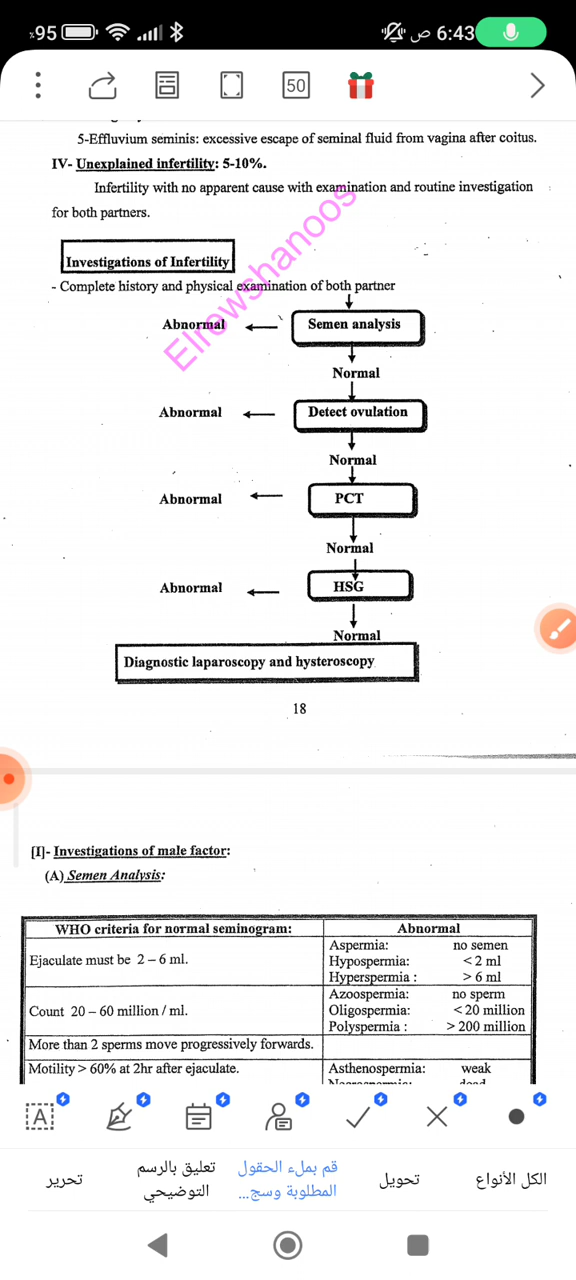 %95
6:43 ص
50
5-Effluvium seminis: excessive escape of seminal fluid from vagina after coitus.
IV- Unexplained infertility: 5-10%.
Infertility with no apparent cause with examination and routine investigation
for both partners.
Elrowshanoos
Investigations of Infertility
- Complete history and physical examination of both partner
Abnormal
Semen analysis
Normal
Abnormal
Detect ovulation
Normal
Abnormal
PCT
Normal
Abnormal
HSG
Normal
Diagnostic laparoscopy and hysteroscopy
18
[I]- Investigations of male factor:
(A) Semen Analysis:
WHO criteria for normal seminogram:
Abnormal
Ejaculate must be 2 – 6 ml.
Aspermia: no semen
Hypospermia: < 2 ml
Hyperspermia : > 6 ml
Count 20 – 60 million / ml.
Azoospermia: no sperm
Oligospermia: < 20 million
Polyspermia : > 200 million
More than 2 sperms move progressively forwards.
Motility > 60% at 2hr after ejaculate.
Asthenospermia: weak
A
تحرير
تعليق بالرسم التوضيحي
قم بملء الحقول المطلوبة وسج...
تحويل
الكل الأنواع